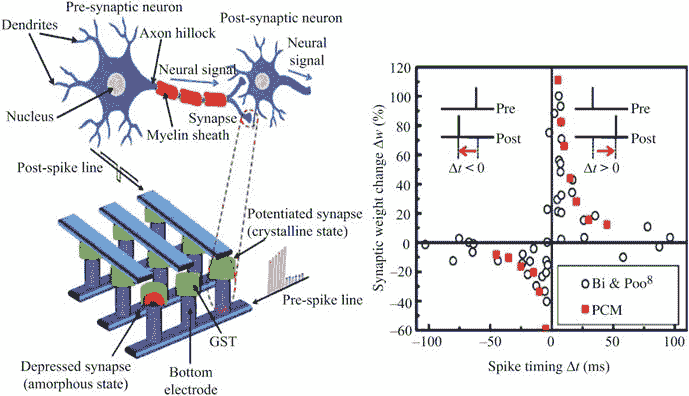 Pre-synaptic neuron
Post-synaptic neuron
Dendrites
Axon hillock
Neural signal
Neural
signal
Nucleus
Synapse
Myelin sheath
Post-spike line
Potentiated synapse
(crystalline state)
Pre-spike line
GST
Depressed synapse
(amorphous state)
Bottom
electrode
Synaptic weight change Δw (%)
120
100
80
60
40
20
0
−20
−40
−60
Pre
Post
Δt < 0
Pre
Post
Δt > 0
Bi & Poo⁸
PCM
−100
−50
0
50
100
Spike timing Δt (ms)